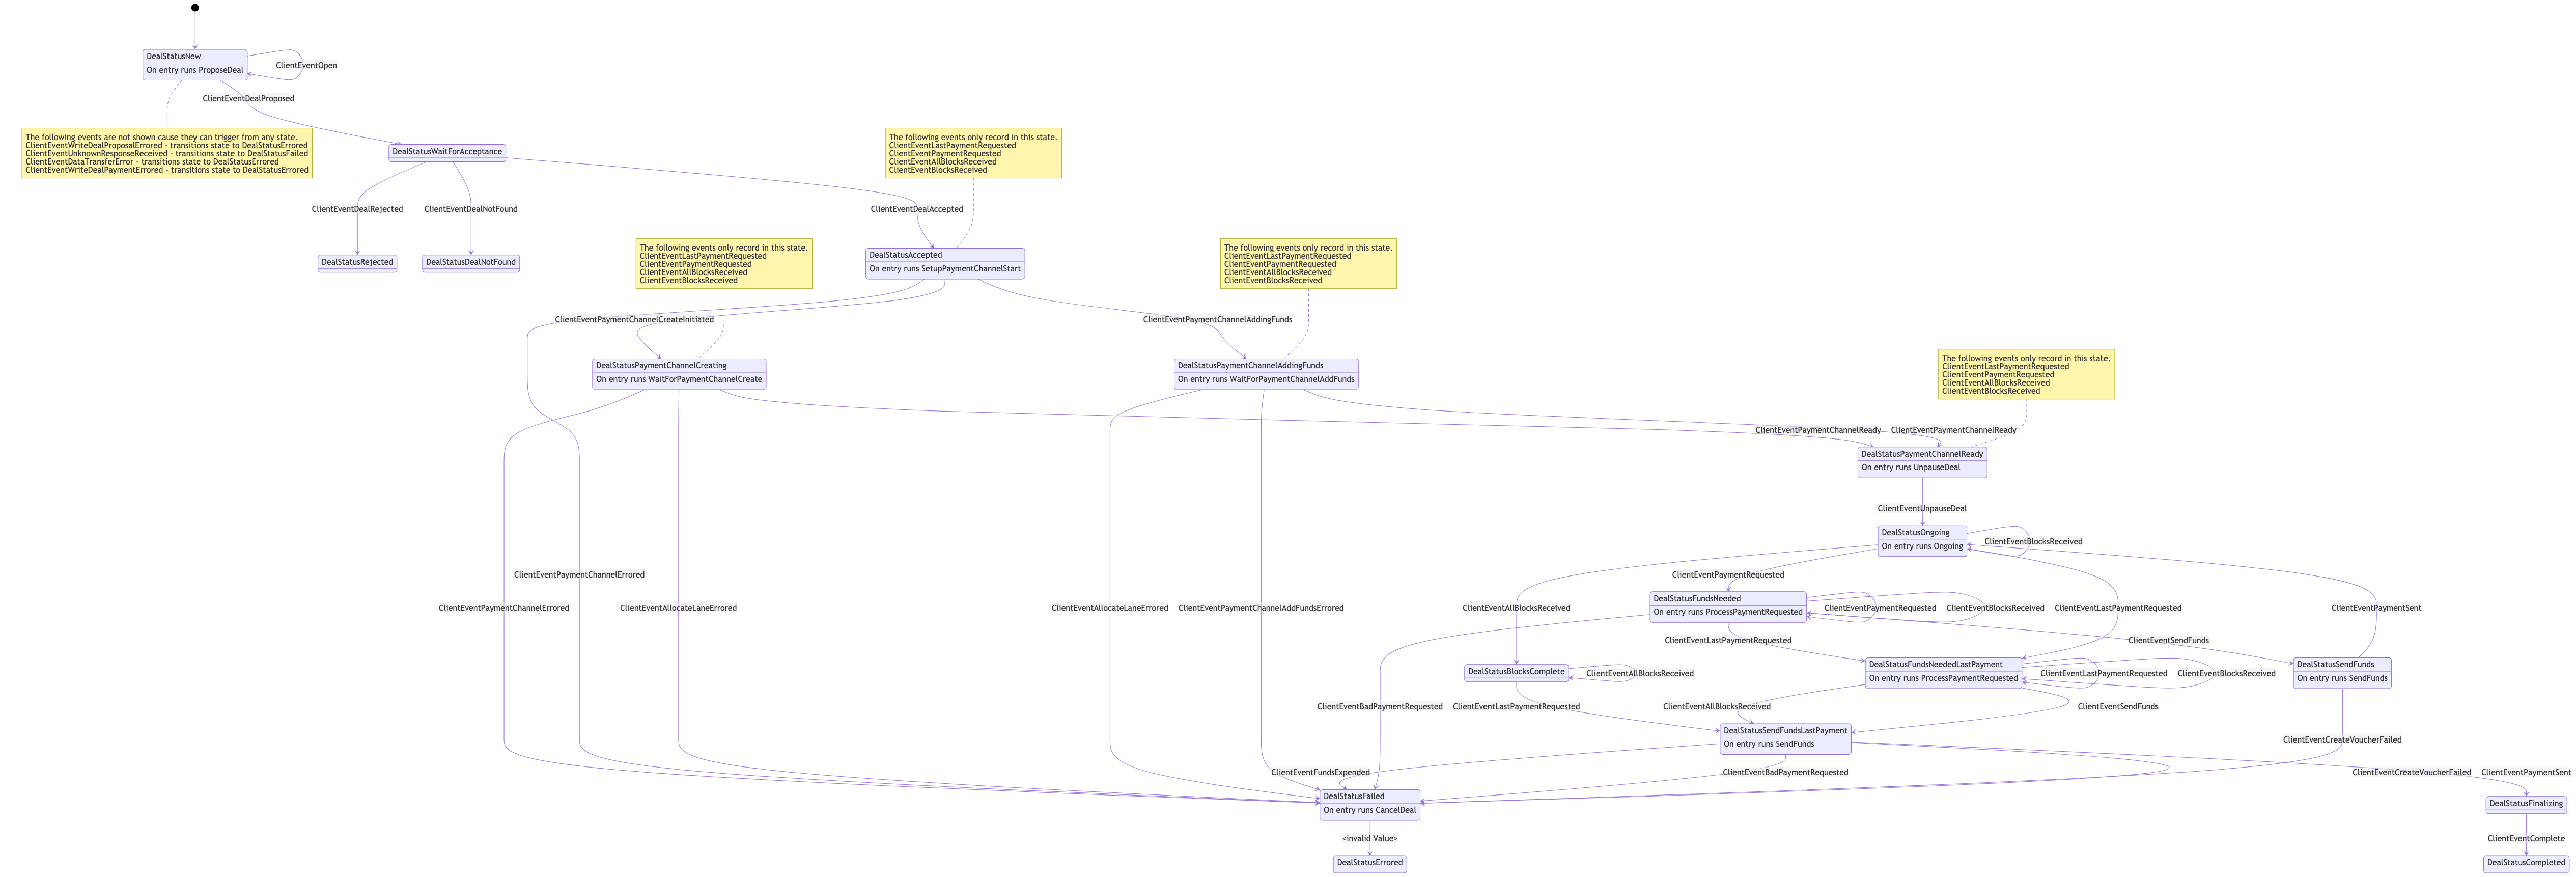 DealStatusNew
On entry runs ProposeDeal
ClientEventOpen
ClientEventDealProposed
The following events are not shown cause they can trigger from any state.
ClientEventWriteDealProposalErrored - transitions state to DealStatusErrored
ClientEventUnknownResponseReceived - transitions state to DealStatusFailed
ClientEventDataTransferError - transitions state to DealStatusErrored
ClientEventWriteDealPaymentErrored - transitions state to DealStatusErrored
DealStatusWaitForAcceptance
The following events only record in this state.
ClientEventLastPaymentRequested
ClientEventPaymentRequested
ClientEventAllBlocksReceived
ClientEventBlocksReceived
ClientEventDealRejected
ClientEventDealNotFound
ClientEventDealAccepted
DealStatusRejected
DealStatusDealNotFound
The following events only record in this state.
ClientEventLastPaymentRequested
ClientEventPaymentRequested
ClientEventAllBlocksReceived
ClientEventBlocksReceived
DealStatusAccepted
On entry runs SetupPaymentChannelStart
The following events only record in this state.
ClientEventLastPaymentRequested
ClientEventPaymentRequested
ClientEventAllBlocksReceived
ClientEventBlocksReceived
ClientEventPaymentChannelCreateInitiated
ClientEventPaymentChannelAddingFunds
DealStatusPaymentChannelCreating
On entry runs WaitForPaymentChannelCreate
DealStatusPaymentChannelAddingFunds
On entry runs WaitForPaymentChannelAddFunds
The following events only record in this state.
ClientEventLastPaymentRequested
ClientEventPaymentRequested
ClientEventAllBlocksReceived
ClientEventBlocksReceived
ClientEventPaymentChannelReady
ClientEventPaymentChannelReady
DealStatusPaymentChannelReady
On entry runs UnpauseDeal
ClientEventUnpauseDeal
DealStatusOngoing
On entry runs Ongoing
ClientEventBlocksReceived
ClientEventPaymentChannelErrored
ClientEventPaymentRequested
ClientEventPaymentChannelErrored
ClientEventAllocateLaneErrored
ClientEventAllocateLaneErrored
ClientEventPaymentChannelAddFundsErrored
ClientEventAllBlocksReceived
DealStatusFundsNeeded
On entry runs ProcessPaymentRequested
ClientEventPaymentRequested
ClientEventBlocksReceived
ClientEventLastPaymentRequested
ClientEventPaymentSent
ClientEventLastPaymentRequested
ClientEventSendFunds
DealStatusBlocksComplete
ClientEventAllBlocksReceived
DealStatusFundsNeededLastPayment
On entry runs ProcessPaymentRequested
ClientEventLastPaymentRequested
ClientEventBlocksReceived
DealStatusSendFunds
On entry runs SendFunds
ClientEventBadPaymentRequested
ClientEventLastPaymentRequested
ClientEventAllBlocksReceived
ClientEventSendFunds
DealStatusSendFundsLastPayment
On entry runs SendFunds
ClientEventCreateVoucherFailed
ClientEventFundsExpended
ClientEventBadPaymentRequested
ClientEventCreateVoucherFailed
ClientEventPaymentSent
DealStatusFailed
On entry runs CancelDeal
DealStatusFinalizing
<invalid Value>
ClientEventComplete
DealStatusErrored
DealStatusCompleted